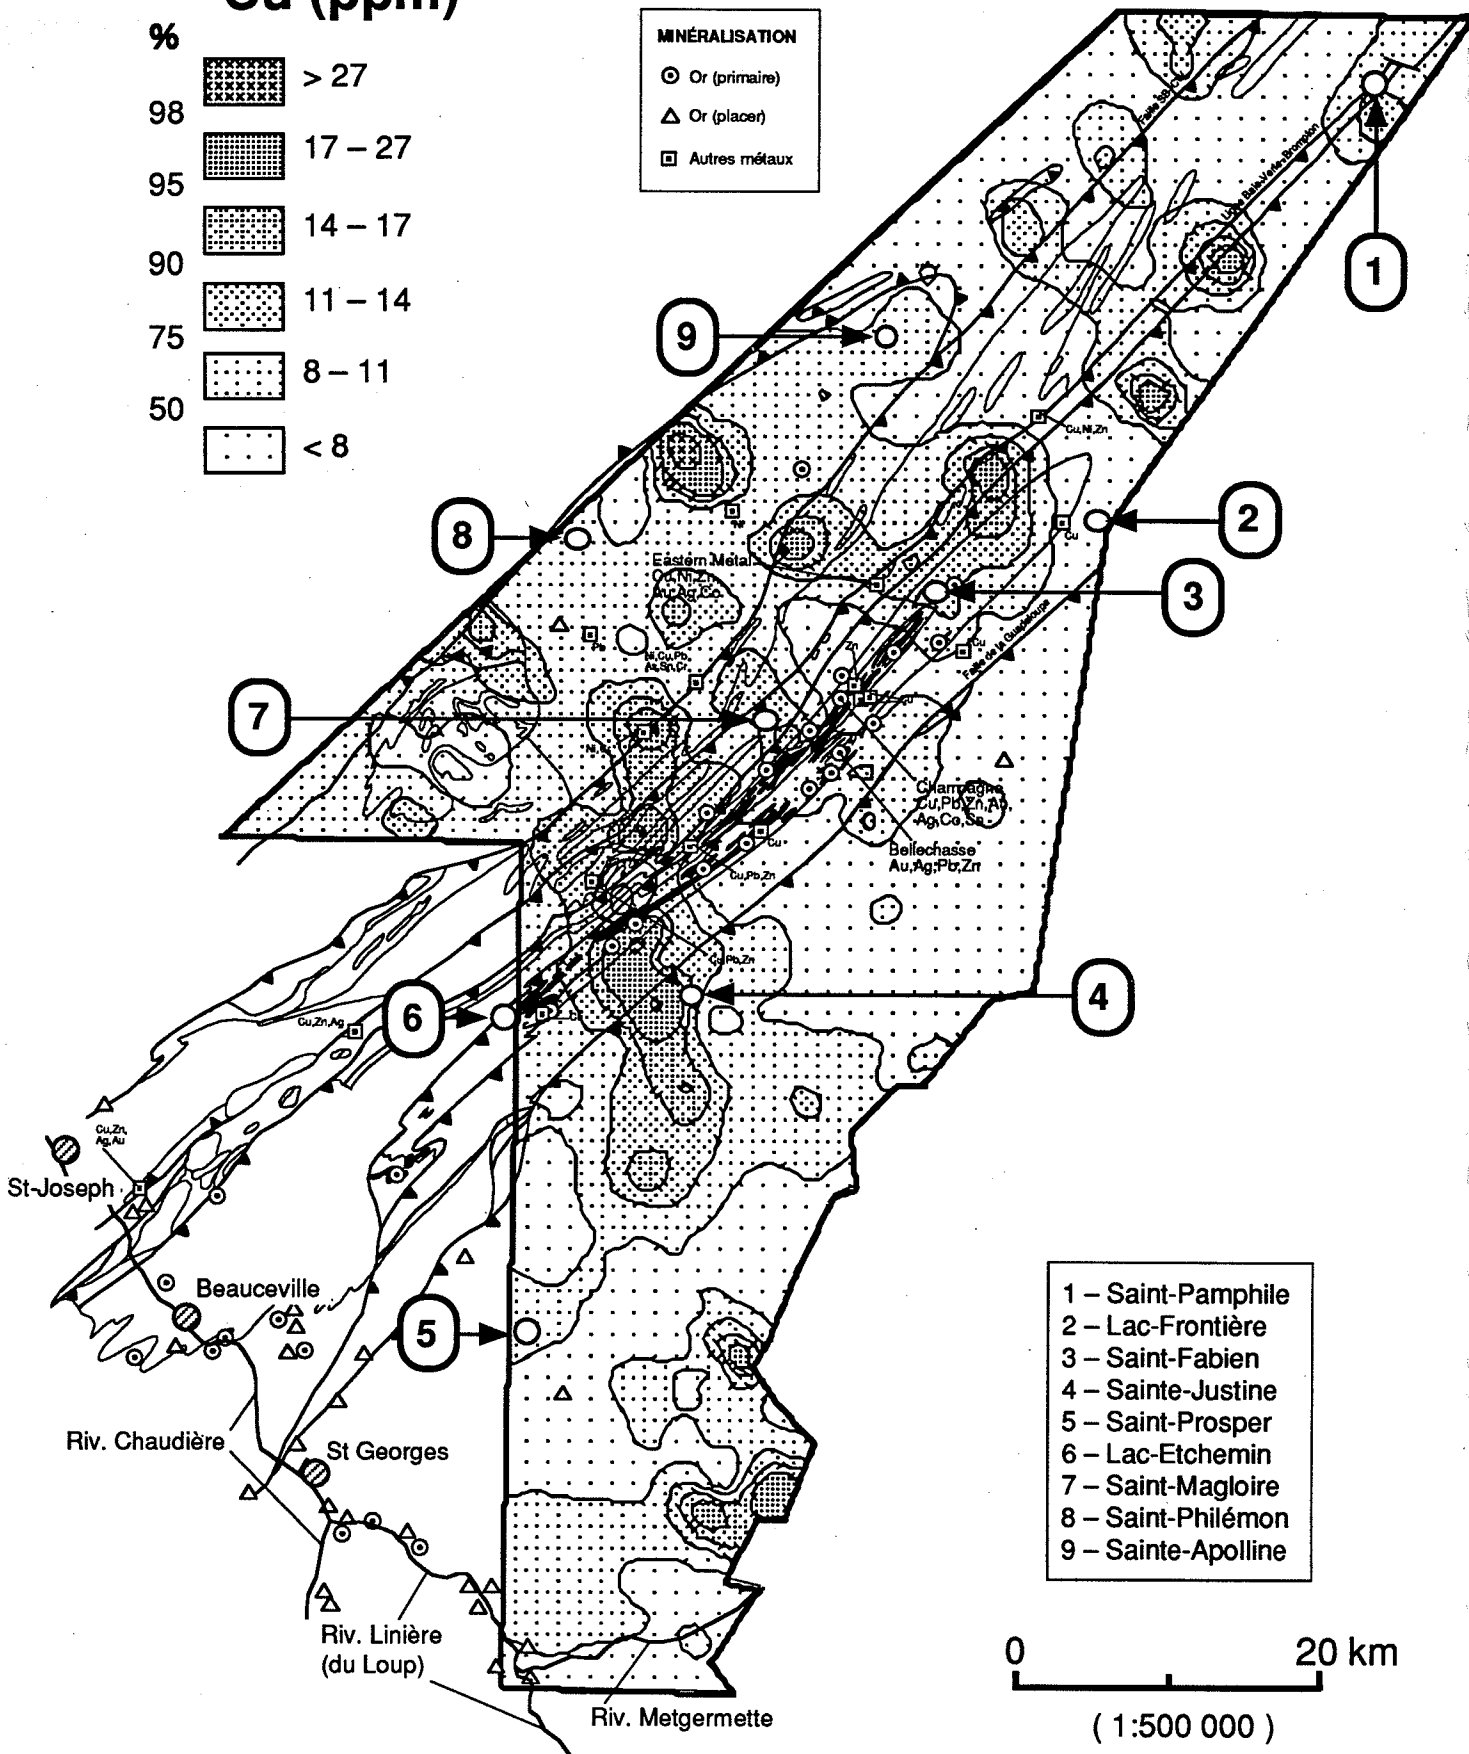 Cu (ppm)
%
> 27
98
17 – 27
95
14 – 17
90
11 – 14
75
8 – 11
50
< 8
MINÉRALISATION
Or (primaire)
Or (placer)
Autres métaux
Faille
Ligne Baie-Verte-Brompton
1
9
Cu,Ni,Zn
8
2
Ni
Cu
Eastern Metal
Cu,Ni,Zn
Au,Ag,Co
3
Pb
Ni,Cu,Pb,
As,Sn,Cr
Zn
Cu
Faille de la Guadeloupe
7
Champagne
Cu,Pb,Zn,Au,
Ag,Co,Sn
Cu
Bellechasse
Au,Ag,Pb,Zn
Cu,Pb,Zn
Cu,Pb,Zn
4
6
Cu,Zn,Ag
Cu,Zn,
Ag,Au
St-Joseph
Beauceville
5
1 – Saint-Pamphile
2 – Lac-Frontière
3 – Saint-Fabien
4 – Sainte-Justine
5 – Saint-Prosper
6 – Lac-Etchemin
7 – Saint-Magloire
8 – Saint-Philémon
9 – Sainte-Apolline
Riv. Chaudière
St Georges
Riv. Linière
(du Loup)
Riv. Metgermette
0 20 km
( 1:500 000 )